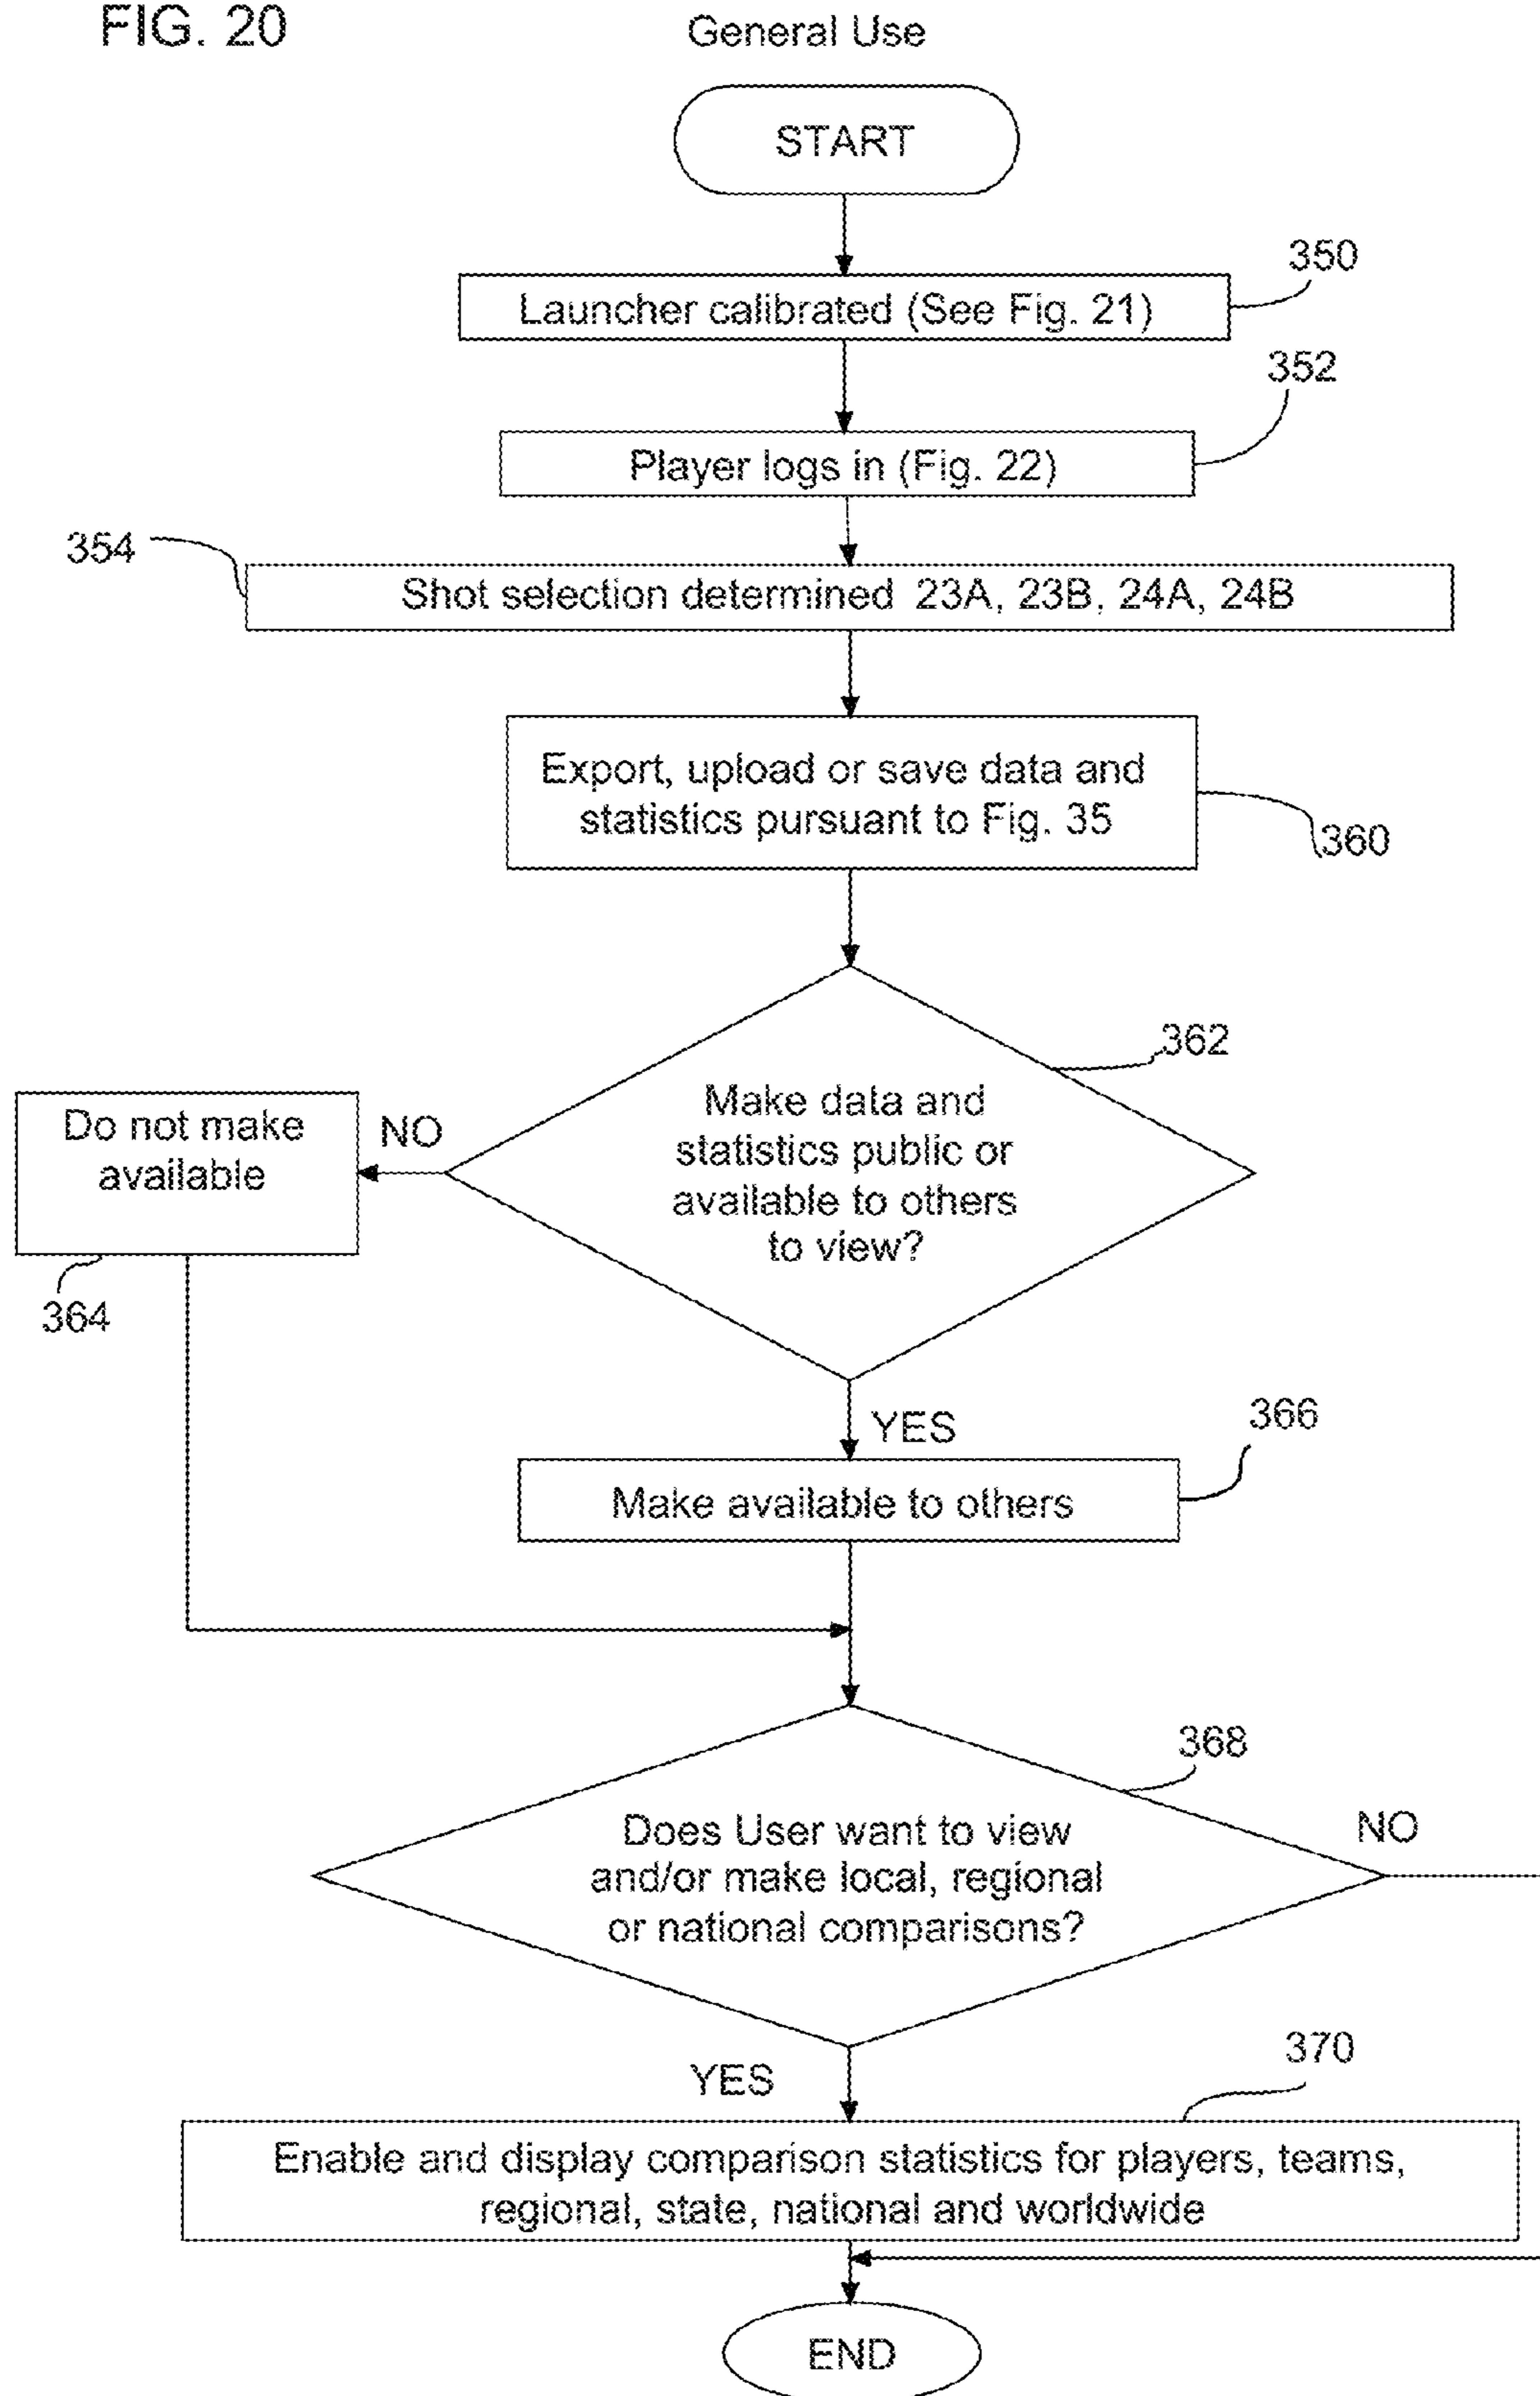 FIG. 20
General Use
START
350
Launcher calibrated (See Fig. 21)
352
Player logs in (Fig. 22)
354
Shot selection determined 23A, 23B, 24A, 24B
Export, upload or save data and
statistics pursuant to Fig. 35
360
362
Make data and
statistics public or
available to others
to view?
NO
Do not make
available
364
YES
366
Make available to others
368
Does User want to view
and/or make local, regional
or national comparisons?
NO
YES
370
Enable and display comparison statistics for players, teams,
regional, state, national and worldwide
END